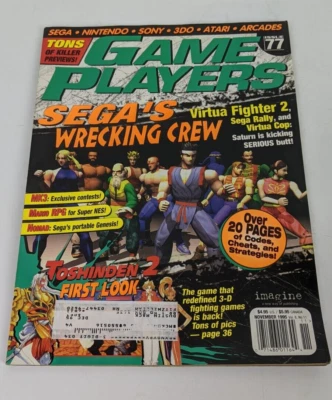 SEGA • NINTENDO • SONY • 3DO • ATARI • ARCADES
TONS
OF KILLER
PREVIEWS!
GAME
PLAYERS
77
SEGA'S
WRECKING CREW
Virtua Fighter 2,
Sega Rally, and
Virtua Cop:
Saturn is kicking
SERIOUS butt!
MK3: Exclusive contests!
Mario RPG for Super NES!
Nomad: Sega's portable Genesis!
Over
20 PAGES
of Codes,
Cheats, and
Strategies!
Toshinden 2
FIRST LOOK
The game that
redefined 3-D
fighting games
is back!
Tons of pics
— page 36
imagine